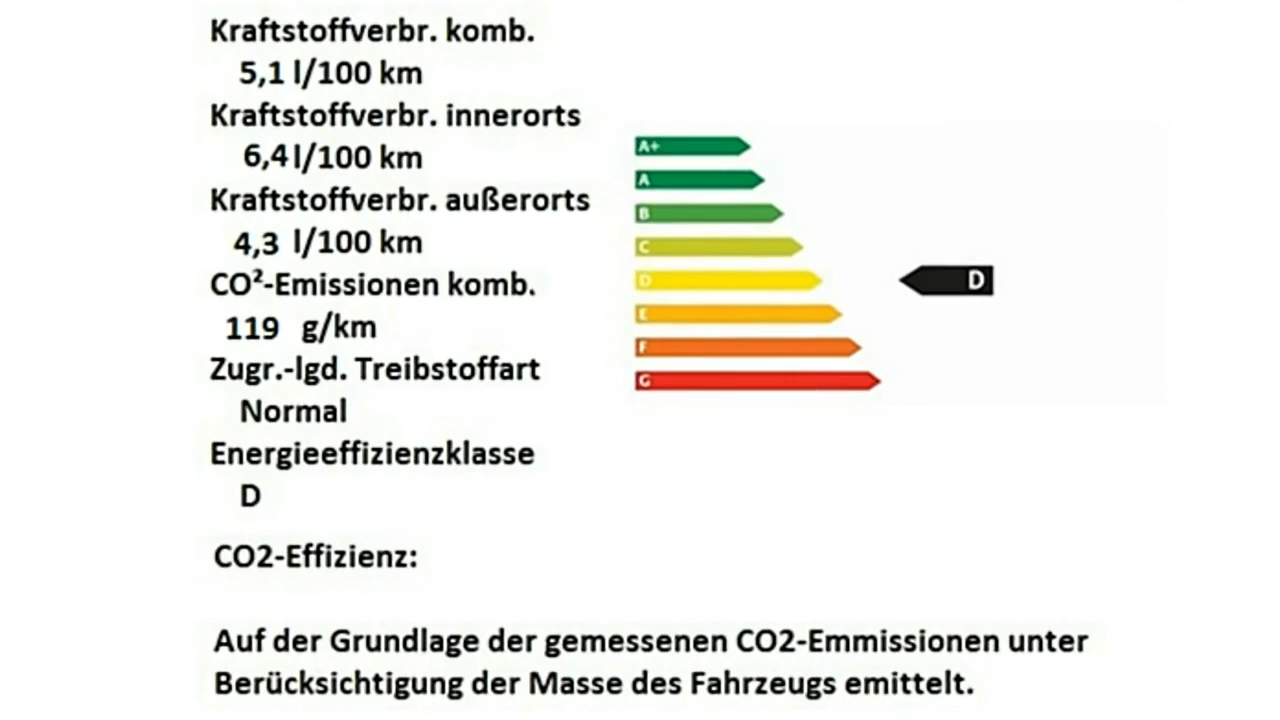 Kraftstoffverbr. komb.
5,1 l/100 km
Kraftstoffverbr. innerorts
6,4 l/100 km
Kraftstoffverbr. außerorts
4,3 l/100 km
CO²-Emissionen komb.
119 g/km
Zugr.-lgd. Treibstoffart
Normal
Energieeffizienzklasse
D
A+
A
B
C
D
D
E
F
G
CO2-Effizienz:
Auf der Grundlage der gemessenen CO2-Emmissionen unter
Berücksichtigung der Masse des Fahrzeugs emittelt.